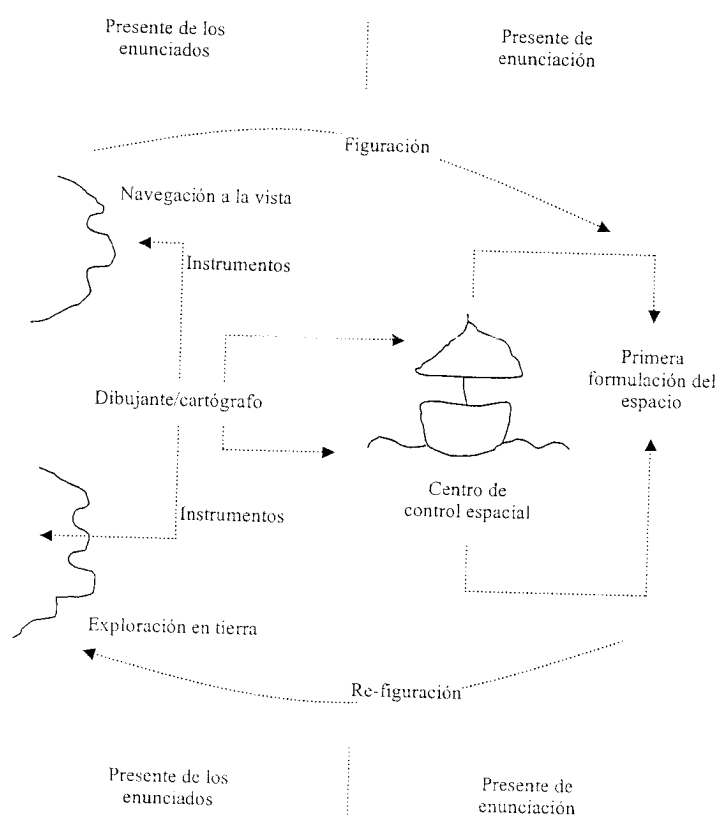 Presente de los
enunciados
Presente de
enunciación
Figuración
Navegación a la vista
Instrumentos
Primera
formulación del
espacio
Dibujante/cartógrafo
Centro de
control espacial
Instrumentos
Exploración en tierra
Re-figuración
Presente de los
enunciados
Presente de
enunciación